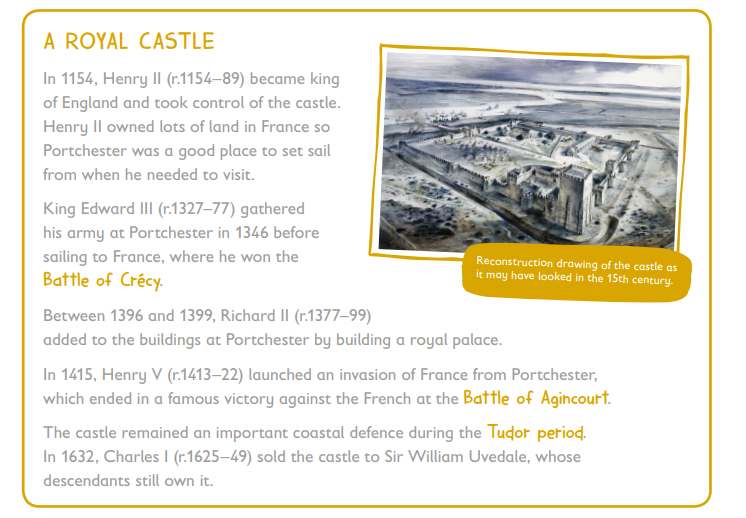 A ROYAL CASTLE
In 1154, Henry II (r.1154–89) became king
of England and took control of the castle.
Henry II owned lots of land in France so
Portchester was a good place to set sail
from when he needed to visit.
King Edward III (r.1327–77) gathered
his army at Portchester in 1346 before
sailing to France, where he won the
Battle of Crécy.
Reconstruction drawing of the castle as
it may have looked in the 15th century.
Between 1396 and 1399, Richard II (r.1377–99)
added to the buildings at Portchester by building a royal palace.
In 1415, Henry V (r.1413–22) launched an invasion of France from Portchester,
which ended in a famous victory against the French at the Battle of Agincourt.
The castle remained an important coastal defence during the Tudor period.
In 1632, Charles I (r.1625–49) sold the castle to Sir William Uvedale, whose
descendants still own it.